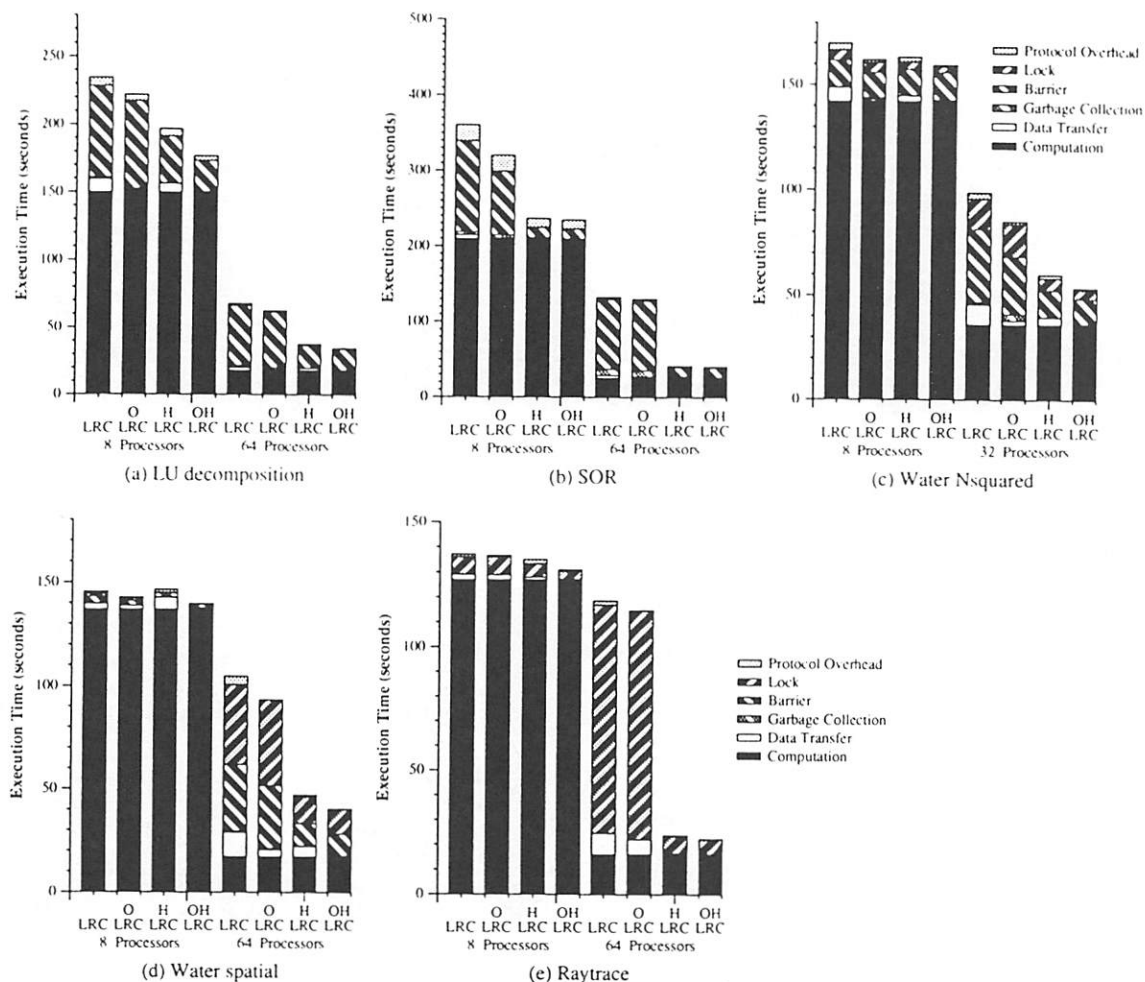 Execution Time (seconds)
250
200
150
100
50
0
O H OH O H OH
LRC LRC LRC LRC LRC LRC LRC LRC
8 Processors 64 Processors
(a) LU decomposition
Execution Time (seconds)
500
400
300
200
100
0
O H OH O H OH
LRC LRC LRC LRC LRC LRC LRC LRC
8 Processors 64 Processors
(b) SOR
Execution Time (seconds)
150
100
50
0
Protocol Overhead
Lock
Barrier
Garbage Collection
Data Transfer
Computation
O H OH O H OH
LRC LRC LRC LRC LRC LRC LRC LRC
8 Processors 32 Processors
(c) Water Nsquared
Execution Time (seconds)
150
100
50
0
O H OH O H OH
LRC LRC LRC LRC LRC LRC LRC LRC
8 Processors 64 Processors
(d) Water spatial
Execution Time (seconds)
150
100
50
0
O H OH O H OH
LRC LRC LRC LRC LRC LRC LRC LRC
8 Processors 64 Processors
(e) Raytrace
Protocol Overhead
Lock
Barrier
Garbage Collection
Data Transfer
Computation